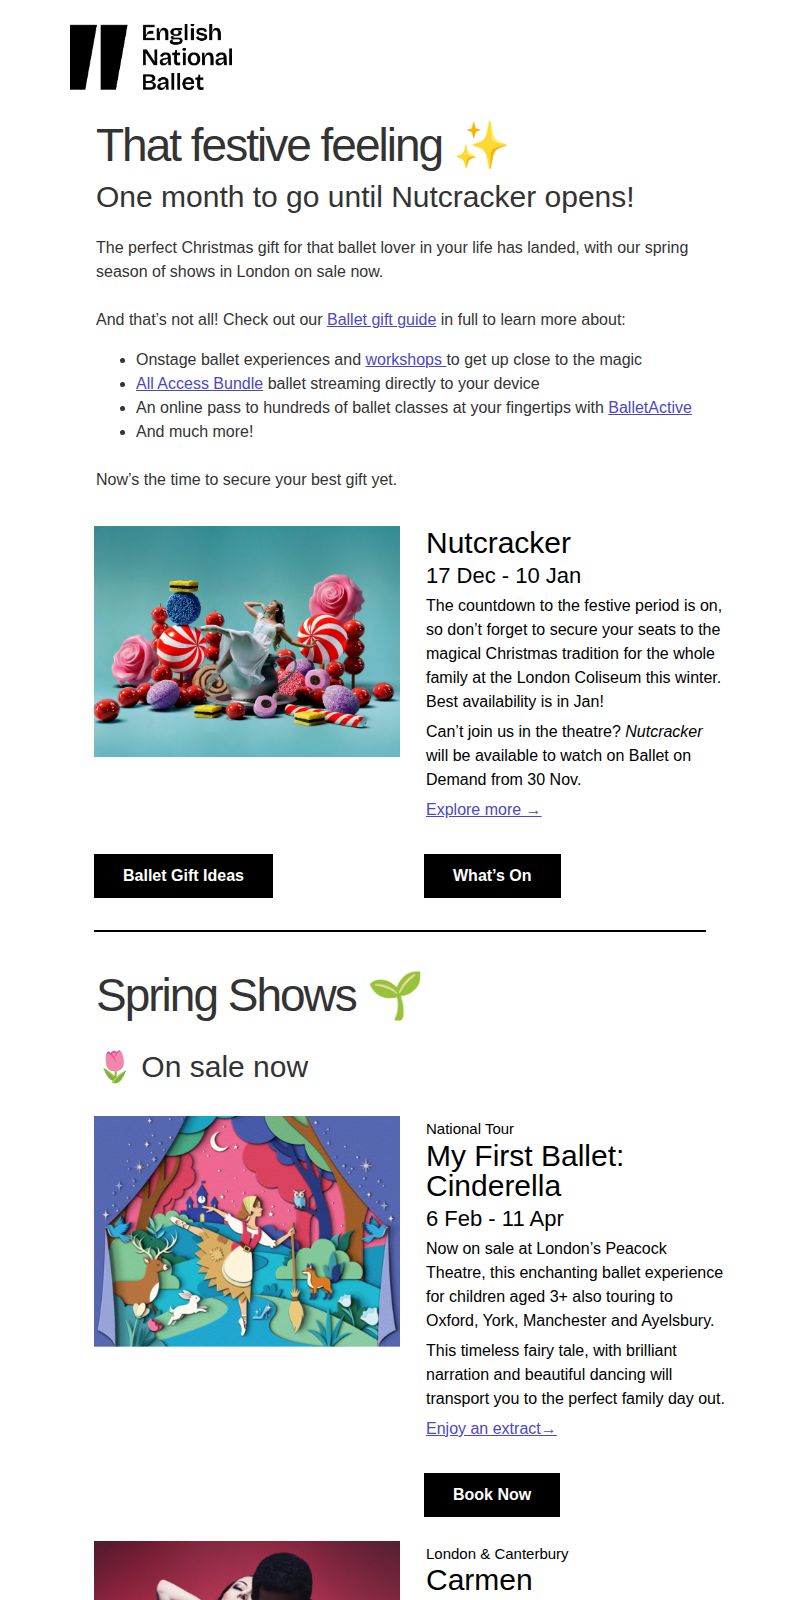 English
National
Ballet
That festive feeling ✨
One month to go until Nutcracker opens!
The perfect Christmas gift for that ballet lover in your life has landed, with our spring
season of shows in London on sale now.
And that’s not all! Check out our Ballet gift guide in full to learn more about:
• Onstage ballet experiences and workshops to get up close to the magic
• All Access Bundle ballet streaming directly to your device
• An online pass to hundreds of ballet classes at your fingertips with BalletActive
• And much more!
Now’s the time to secure your best gift yet.
Nutcracker
17 Dec - 10 Jan
The countdown to the festive period is on,
so don’t forget to secure your seats to the
magical Christmas tradition for the whole
family at the London Coliseum this winter.
Best availability is in Jan!
Can’t join us in the theatre? Nutcracker
will be available to watch on Ballet on
Demand from 30 Nov.
Explore more →
Ballet Gift Ideas
What’s On
Spring Shows 🌱
🌷 On sale now
National Tour
My First Ballet:
Cinderella
6 Feb - 11 Apr
Now on sale at London’s Peacock
Theatre, this enchanting ballet experience
for children aged 3+ also touring to
Oxford, York, Manchester and Ayelsbury.
This timeless fairy tale, with brilliant
narration and beautiful dancing will
transport you to the perfect family day out.
Enjoy an extract→
Book Now
London & Canterbury
Carmen